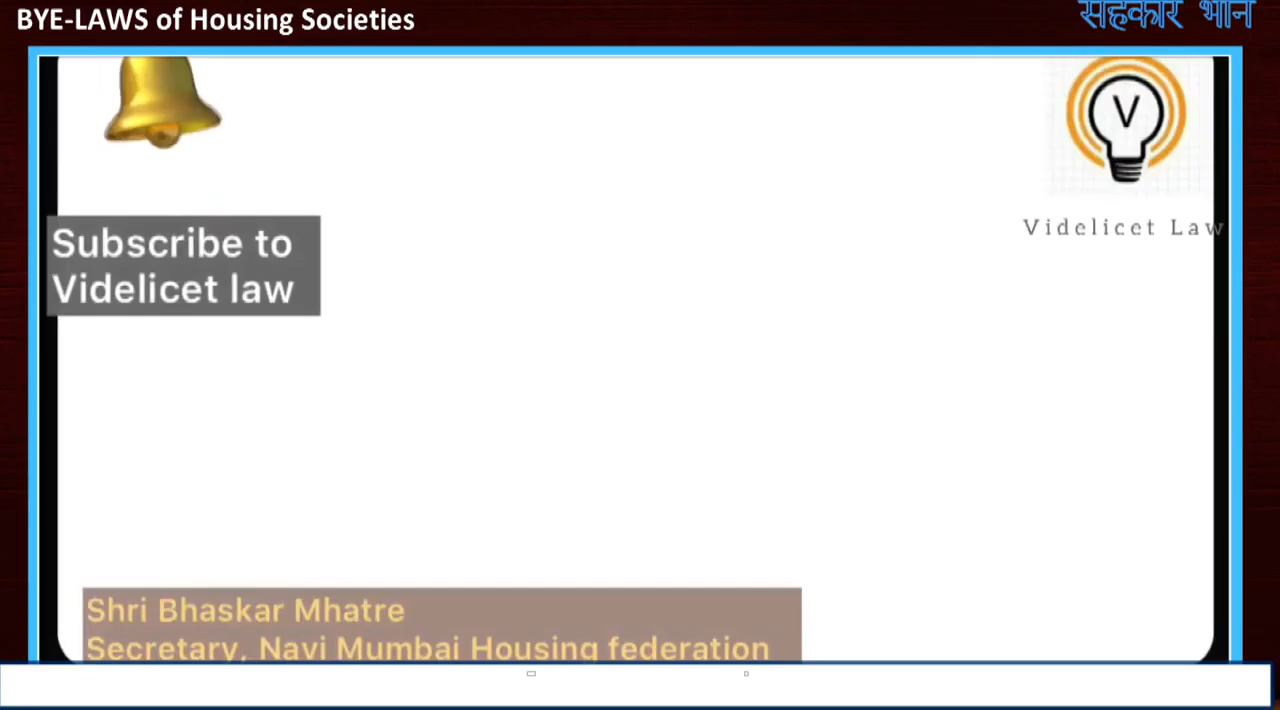 BYE-LAWS of Housing Societies
सहकार भान
V
Videlicet Law
Subscribe to
Videlicet law
Shri Bhaskar Mhatre
Secretary, Navi Mumbai Housing federation